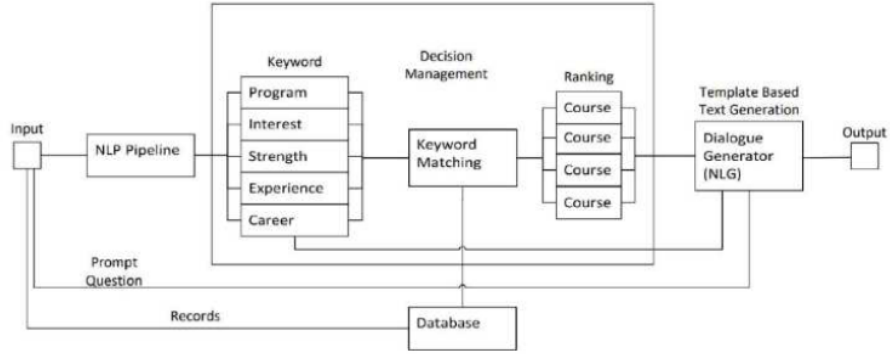 Decision
Management
Keyword
Ranking
Template Based
Text Generation
Input
Output
NLP Pipeline
Program
Interest
Strength
Experience
Career
Keyword
Matching
Course
Course
Course
Course
Dialogue
Generator
(NLG)
Prompt
Question
Records
Database